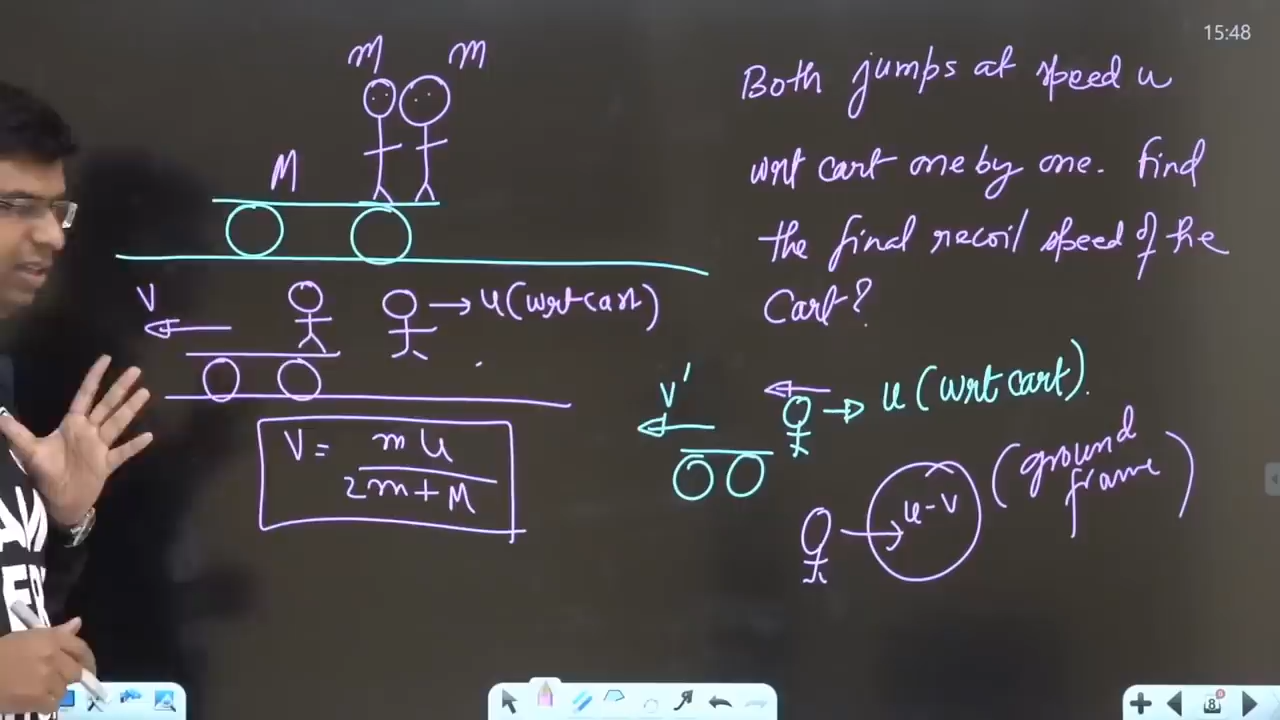 15:48
m m
M
Both jumps at speed u
wrt cart one by one. find
the final recoil speed of the
Cart?
V
u (wrt cart)
V = mu / 2m + M
v'
u (wrt cart).
u - v
(ground
frame)
8